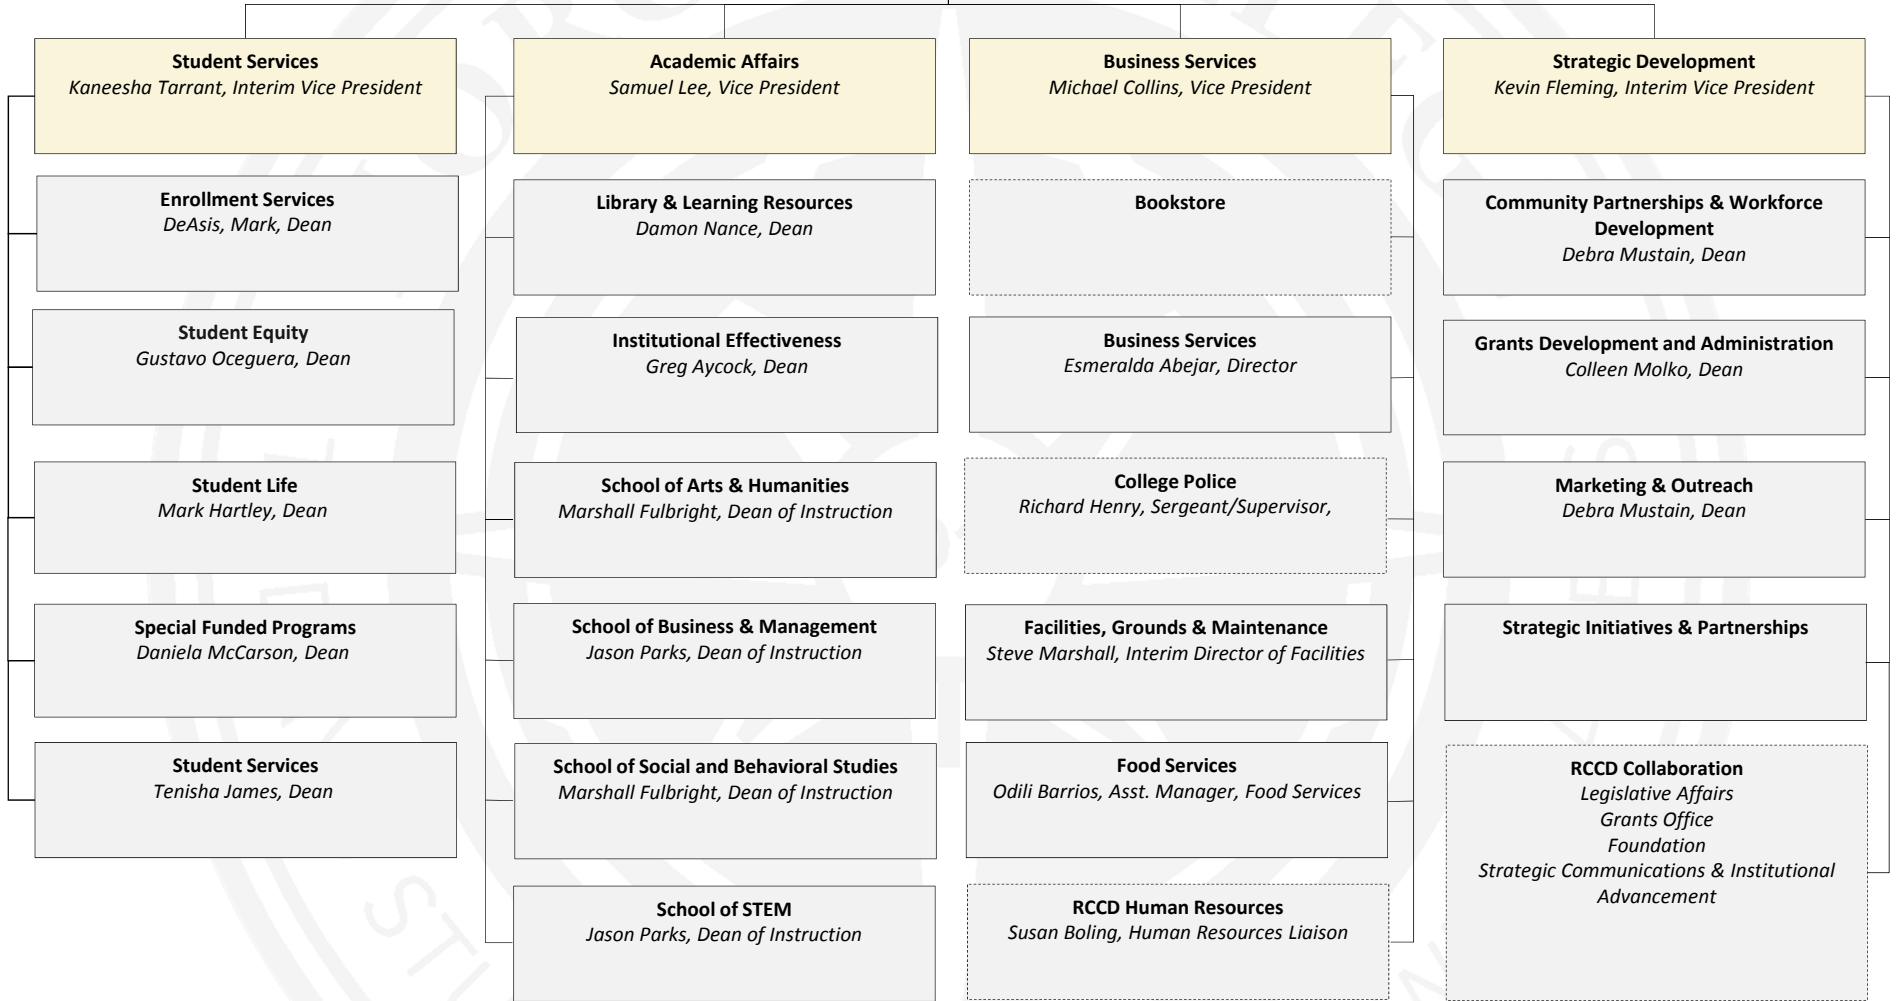 Student Services
Kaneesha Tarrant, Interim Vice President
Enrollment Services
DeAsis, Mark, Dean
Student Equity
Gustavo Oceguera, Dean
Student Life
Mark Hartley, Dean
Special Funded Programs
Daniela McCarson, Dean
Student Services
Tenisha James, Dean
Academic Affairs
Samuel Lee, Vice President
Library & Learning Resources
Damon Nance, Dean
Institutional Effectiveness
Greg Aycock, Dean
School of Arts & Humanities
Marshall Fulbright, Dean of Instruction
School of Business & Management
Jason Parks, Dean of Instruction
School of Social and Behavioral Studies
Marshall Fulbright, Dean of Instruction
School of STEM
Jason Parks, Dean of Instruction
Business Services
Michael Collins, Vice President
Bookstore
Business Services
Esmeralda Abejar, Director
College Police
Richard Henry, Sergeant/Supervisor,
Facilities, Grounds & Maintenance
Steve Marshall, Interim Director of Facilities
Food Services
Odili Barrios, Asst. Manager, Food Services
RCCD Human Resources
Susan Boling, Human Resources Liaison
Strategic Development
Kevin Fleming, Interim Vice President
Community Partnerships & Workforce
Development
Debra Mustain, Dean
Grants Development and Administration
Colleen Molko, Dean
Marketing & Outreach
Debra Mustain, Dean
Strategic Initiatives & Partnerships
RCCD Collaboration
Legislative Affairs
Grants Office
Foundation
Strategic Communications & Institutional
Advancement